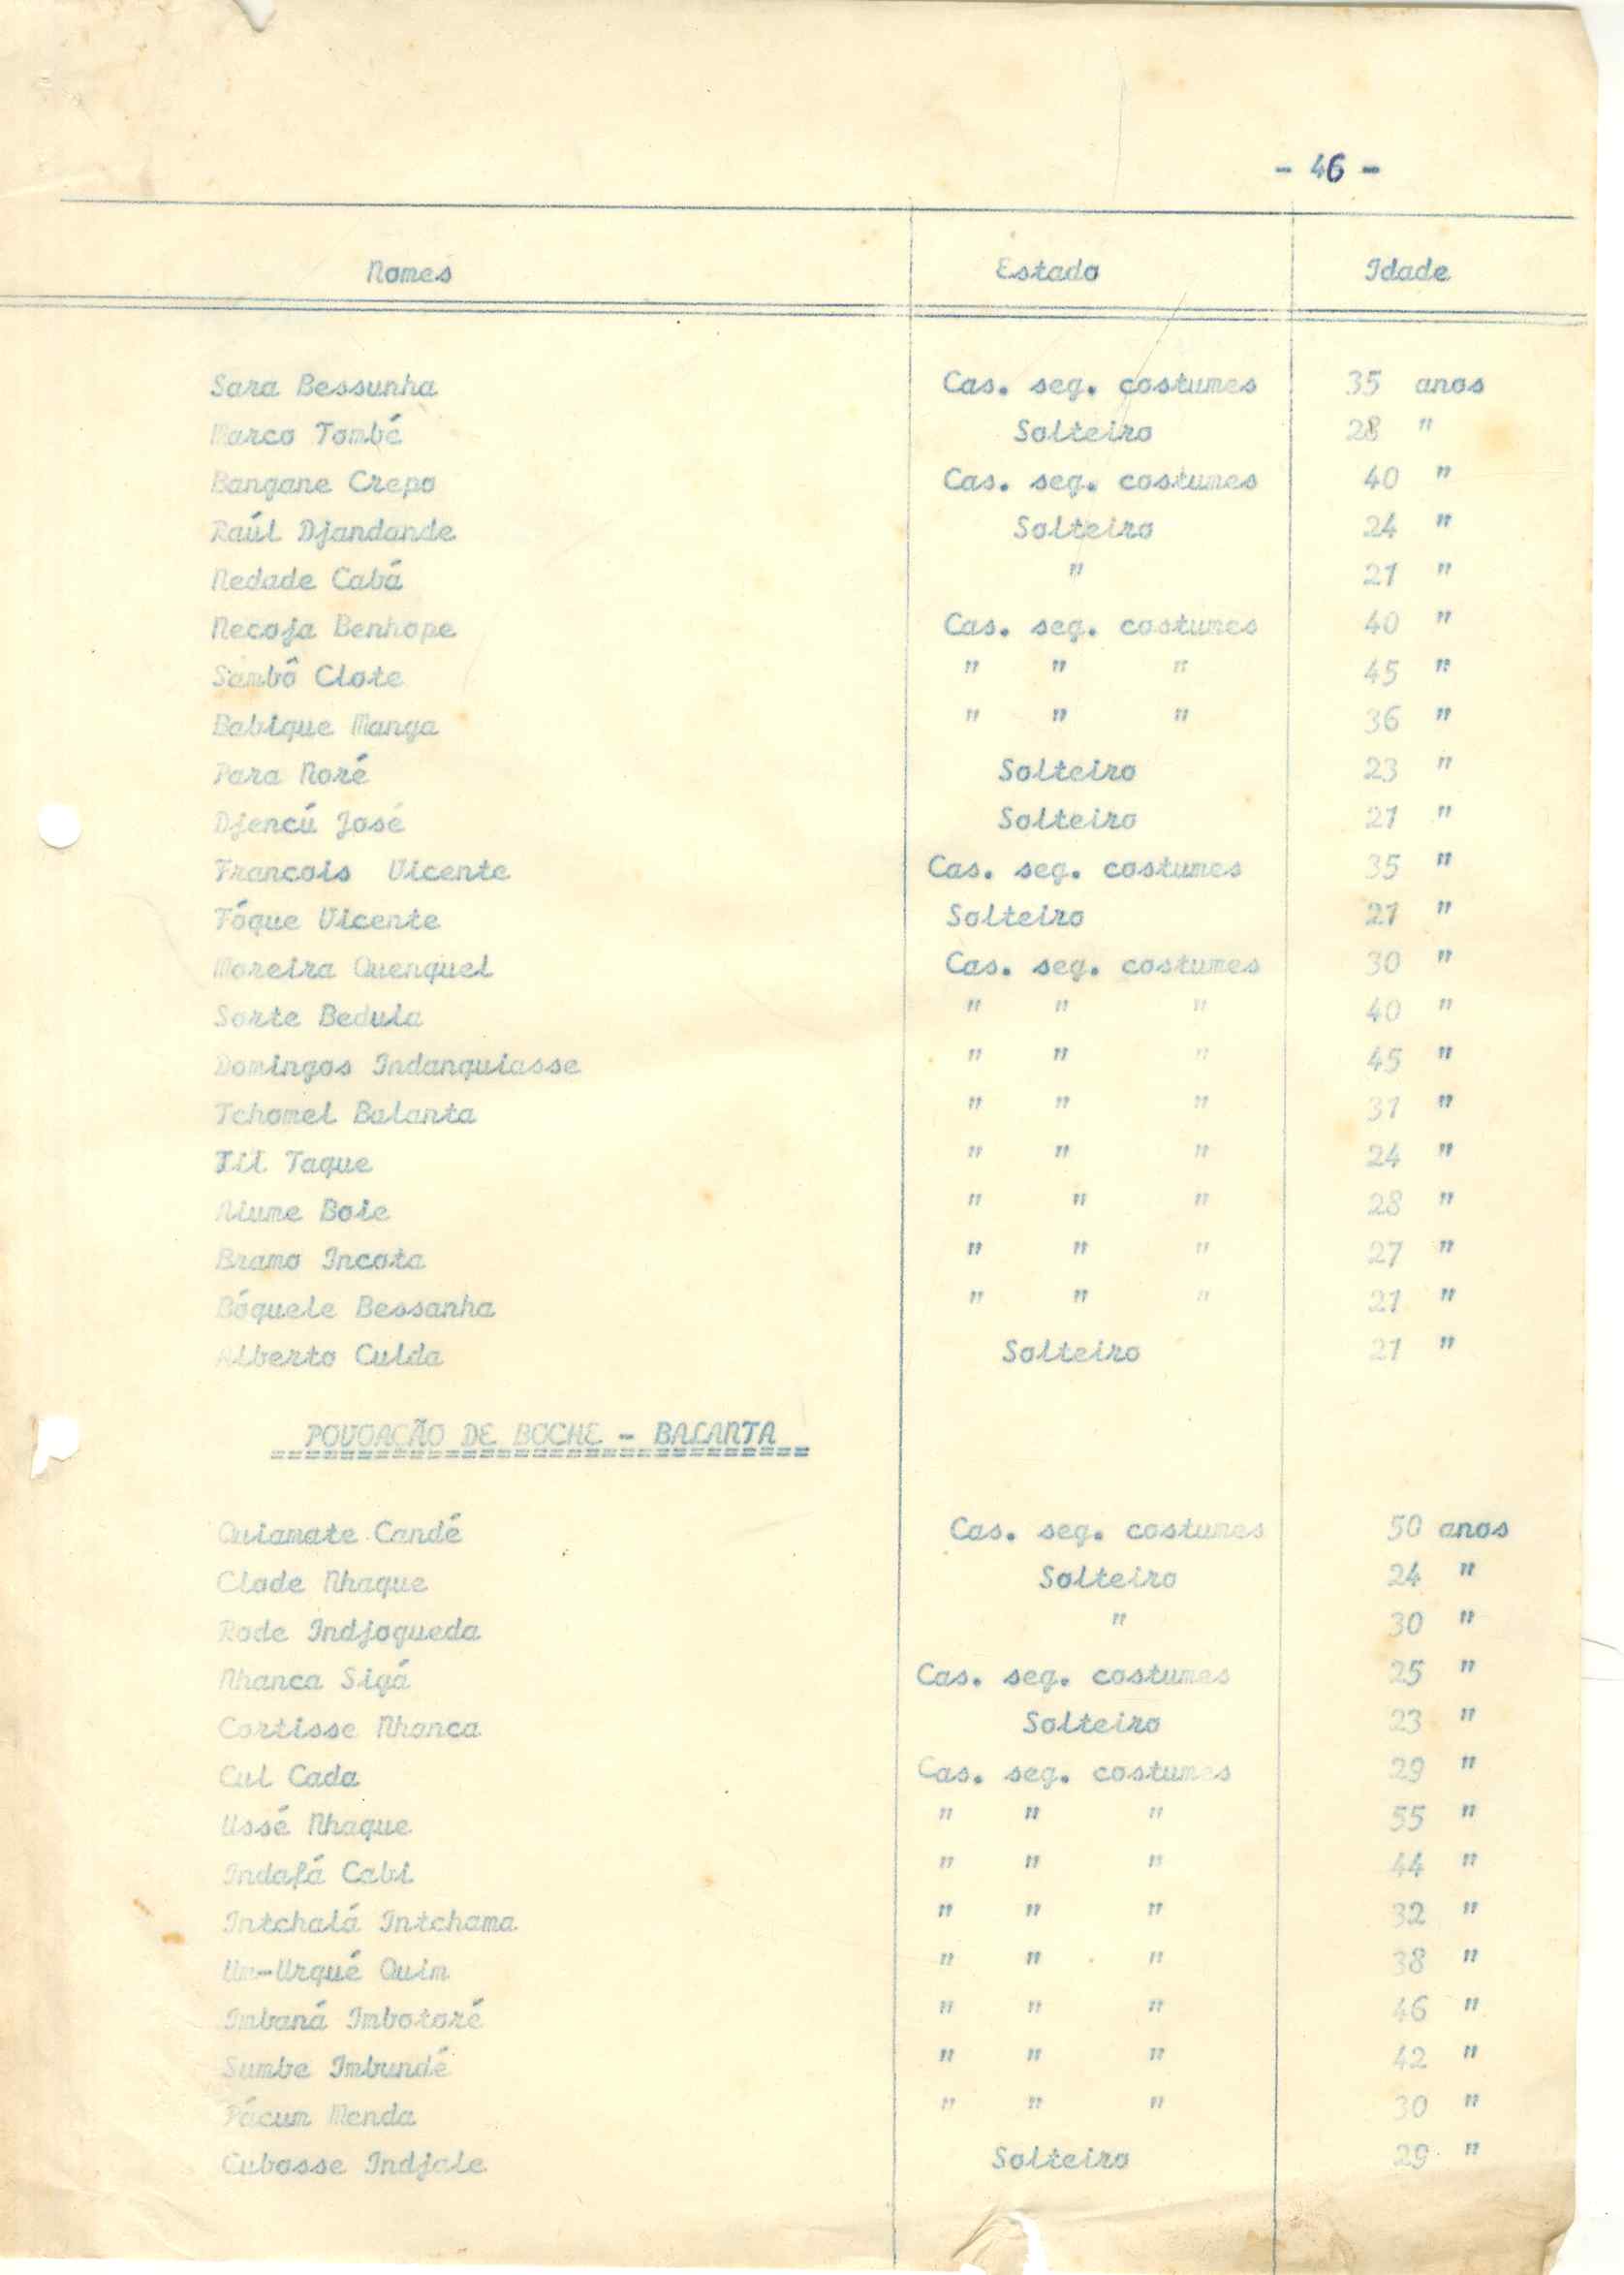 - 46 -
Nomes Estado Idade
Sara Bessunha Cas. seg. costumes 35 anos
Marco Tombé Solteiro 28 "
Bangane Crepo Cas. seg. costumes 40 "
Raúl Djandande Solteiro 24 "
Nedade Cabá " 21 "
Necoja Benhope Cas. seg. costumes 40 "
Sambô Clote " " " 45 "
Babique Manga " " " 36 "
Para Noré Solteiro 23 "
Djencú José Solteiro 21 "
Francois Vicente Cas. seg. costumes 35 "
Tóque Vicente Solteiro 21 "
Moreira Quenquel Cas. seg. costumes 30 "
Sorte Bedula " " " 40 "
Domingos Indanquiasse " " " 45 "
Tchomel Balanta " " " 31 "
Til Taque " " " 24 "
Niume Boie " " " 28 "
Bramo Incota " " " 27 "
Bóquele Bessanha " " " 21 "
Alberto Culda Solteiro 21 "
POVOAÇÃO DE BOCHE - BALANTA
Quiamate Candé Cas. seg. costumes 50 anos
Clode Nhaque Solteiro 24 "
Rode Indjoqueda " 30 "
Nhanca Sigá Cas. seg. costumes 25 "
Cortisse Nhanca Solteiro 23 "
Cul Cada Cas. seg. costumes 29 "
Ussé Nhaque " " " 55 "
Indafá Cabi " " " 44 "
Intchalá Intchama " " " 32 "
Un-Urqué Quim " " " 38 "
Imbaná Imbotoré " " " 46 "
Sumbe Imbundé " " " 42 "
Pácum Menda " " " 30 "
Cubosse Indjale Solteiro 29 "